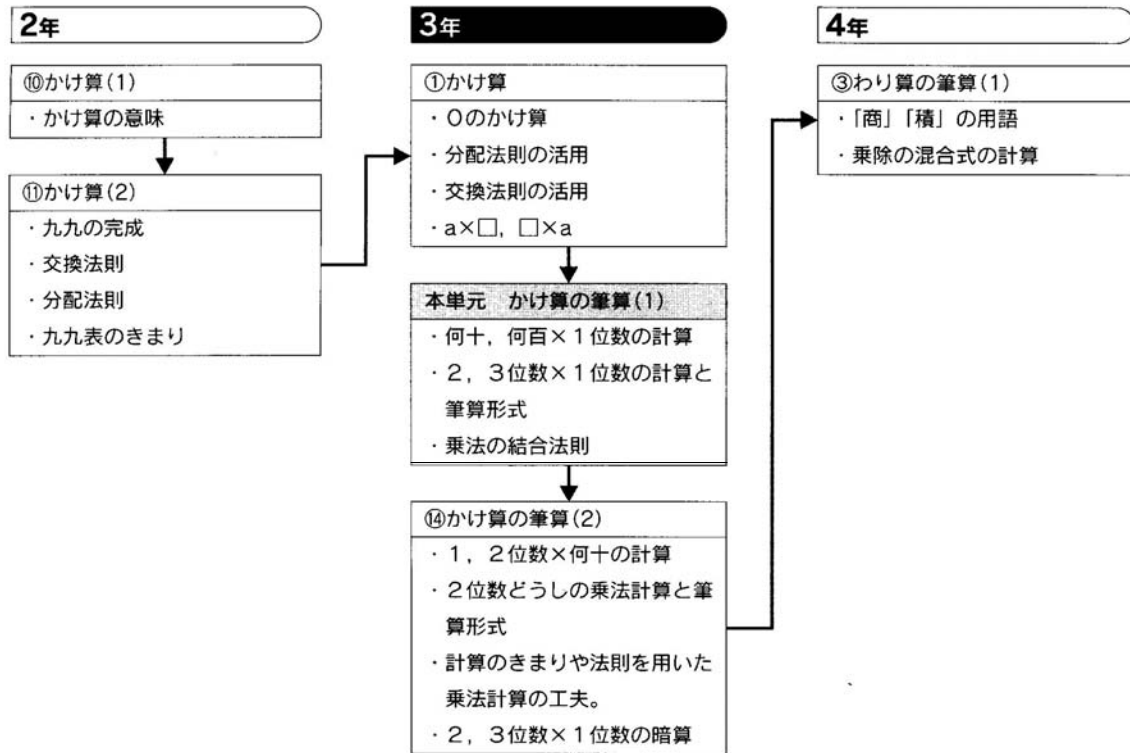 2年
⑩かけ算(1)
・かけ算の意味
⑪かけ算(2)
・九九の完成
・交換法則
・分配法則
・九九表のきまり
3年
①かけ算
・0のかけ算
・分配法則の活用
・交換法則の活用
・a×□，□×a
本単元　かけ算の筆算(1)
・何十，何百×1位数の計算
・2，3位数×1位数の計算と
筆算形式
・乗法の結合法則
⑭かけ算の筆算(2)
・1，2位数×何十の計算
・2位数どうしの乗法計算と筆
算形式
・計算のきまりや法則を用いた
乗法計算の工夫。
・2，3位数×1位数の暗算
4年
③わり算の筆算(1)
・「商」「積」の用語
・乗除の混合式の計算